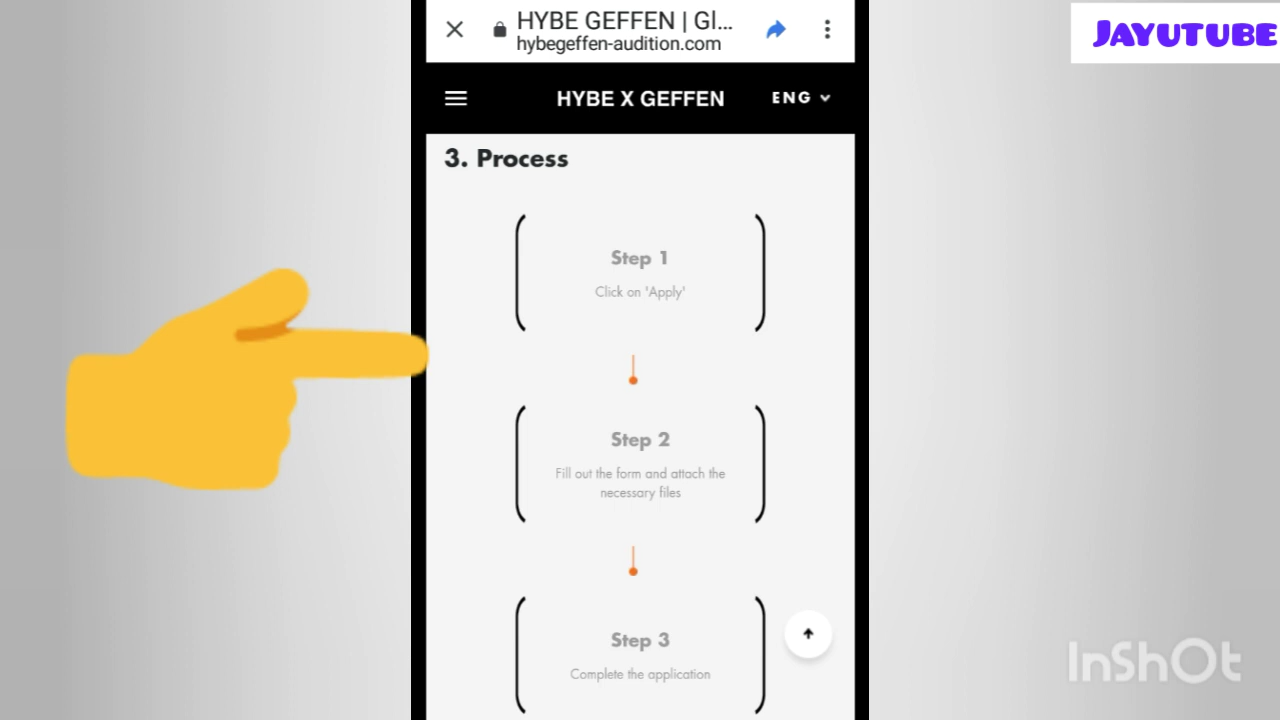 HYBE GEFFEN | Gl...
hybegeffen-audition.com
JAYUTUBE
HYBE X GEFFEN
ENG
3. Process
Step 1
Click on 'Apply'
Step 2
Fill out the form and attach the
necessary files
Step 3
Complete the application
InShOt